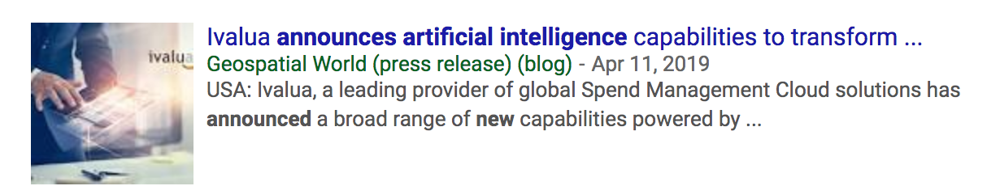 ivalua
Ivalua announces artificial intelligence capabilities to transform ...
Geospatial World (press release) (blog) - Apr 11, 2019
USA: Ivalua, a leading provider of global Spend Management Cloud solutions has
announced a broad range of new capabilities powered by ...